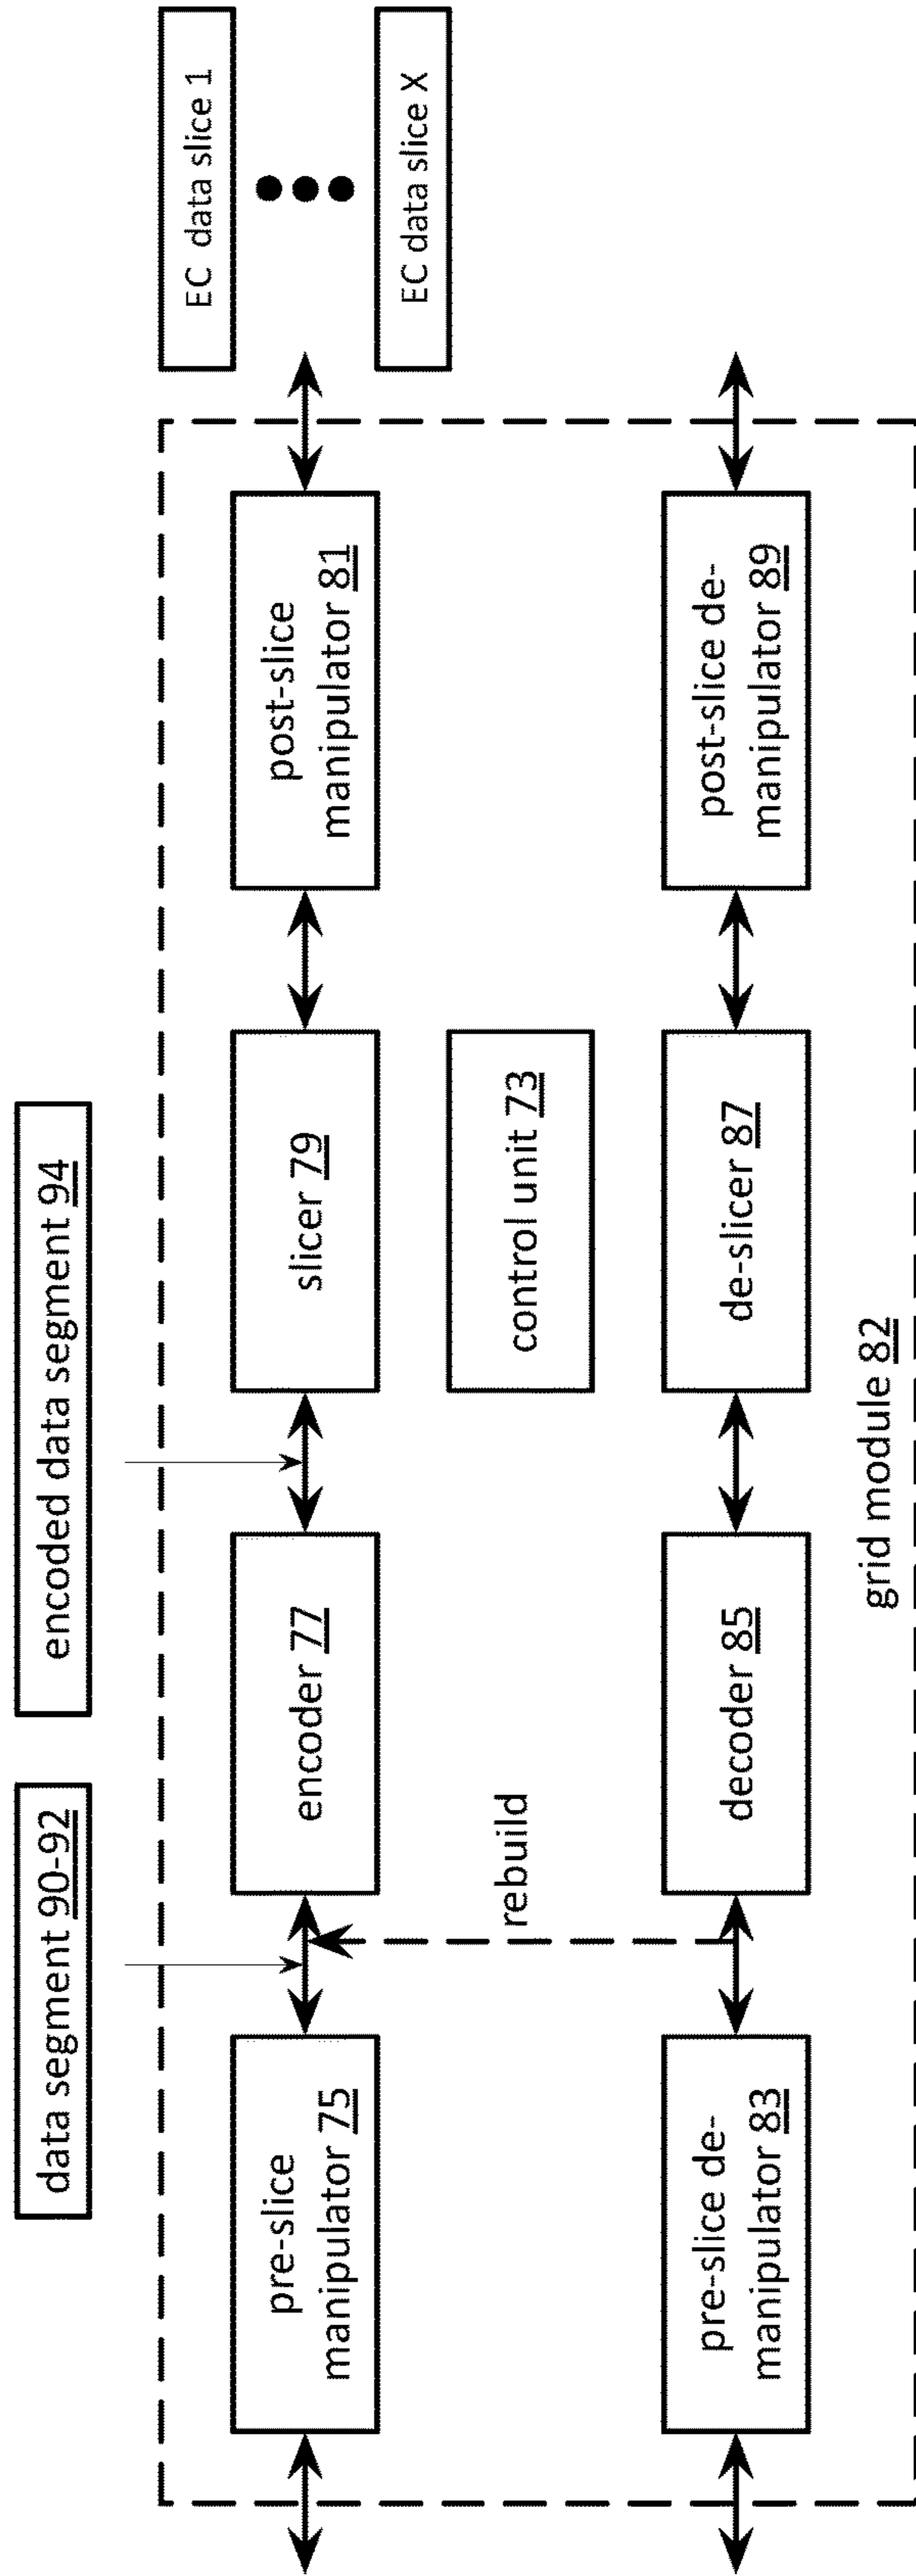 data segment 90-92
encoded data segment 94
EC  data slice 1
EC data slice X
pre-slice
manipulator 75
encoder 77
slicer 79
post-slice
manipulator 81
rebuild
control unit 73
pre-slice de-
manipulator 83
decoder 85
de-slicer 87
post-slice de-
manipulator 89
grid module 82